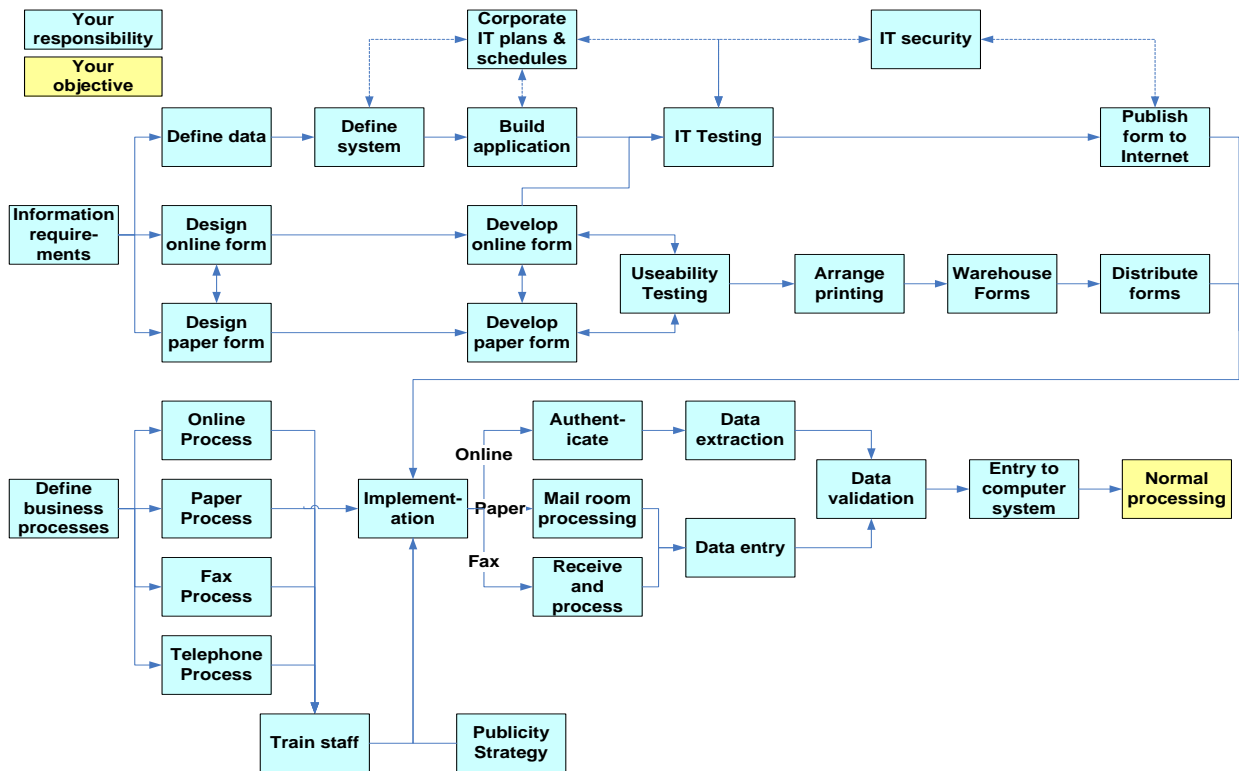 Your
responsibility
Your
objective
Corporate
IT plans &
schedules
IT security
Define data
Define
system
Build
application
IT Testing
Publish
form to
Internet
Information
require-
ments
Design
online form
Develop
online form
Useability
Testing
Arrange
printing
Warehouse
Forms
Distribute
forms
Design
paper form
Develop
paper form
Online
Process
Authent-
icate
Data
extraction
Online
Define
business
processes
Paper
Process
Implement-
ation
Paper
Mail room
processing
Data
validation
Entry to
computer
system
Normal
processing
Data entry
Fax
Fax
Process
Receive
and
process
Telephone
Process
Train staff
Publicity
Strategy